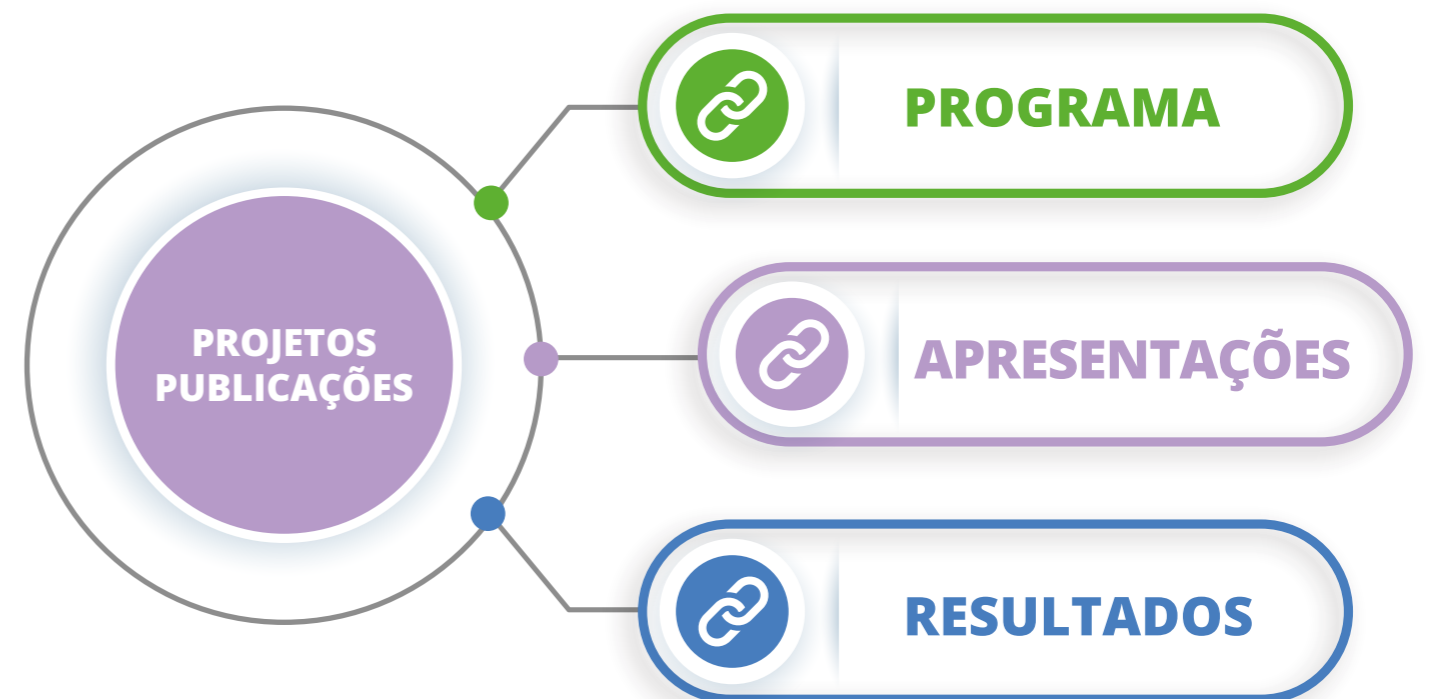 PROJETOS
PUBLICAÇÕES
PROGRAMA
APRESENTAÇÕES
RESULTADOS